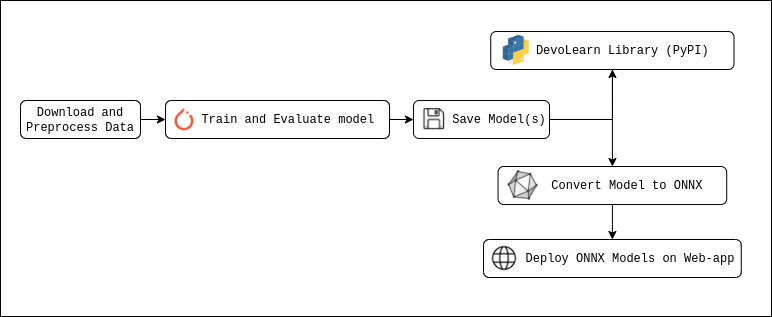 DevoLearn Library (PyPI)
Download and
Preprocess Data
Train and Evaluate model
Save Model(s)
Convert Model to ONNX
Deploy ONNX Models on Web-app